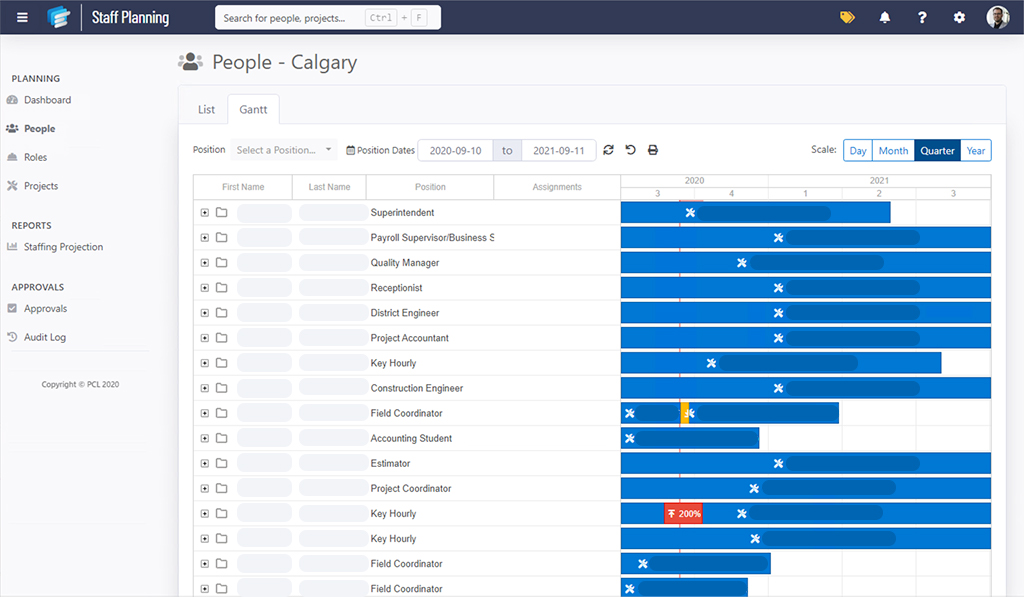 Staff Planning
Search for people, projects... Ctrl + F
PLANNING
Dashboard
People
Roles
Projects
REPORTS
Staffing Projection
APPROVALS
Approvals
Audit Log
Copyright © PCL 2020
People - Calgary
List Gantt
Position Select a Position... Position Dates 2020-09-10 to 2021-09-11 Scale: Day Month Quarter Year
First Name Last Name Position Assignments 2020 2021
3 4 1 2 3
Superintendent
Payroll Supervisor/Business S
Quality Manager
Receptionist
District Engineer
Project Accountant
Key Hourly
Construction Engineer
Field Coordinator
Accounting Student
Estimator
Project Coordinator
Key Hourly 200%
Key Hourly
Field Coordinator
Field Coordinator